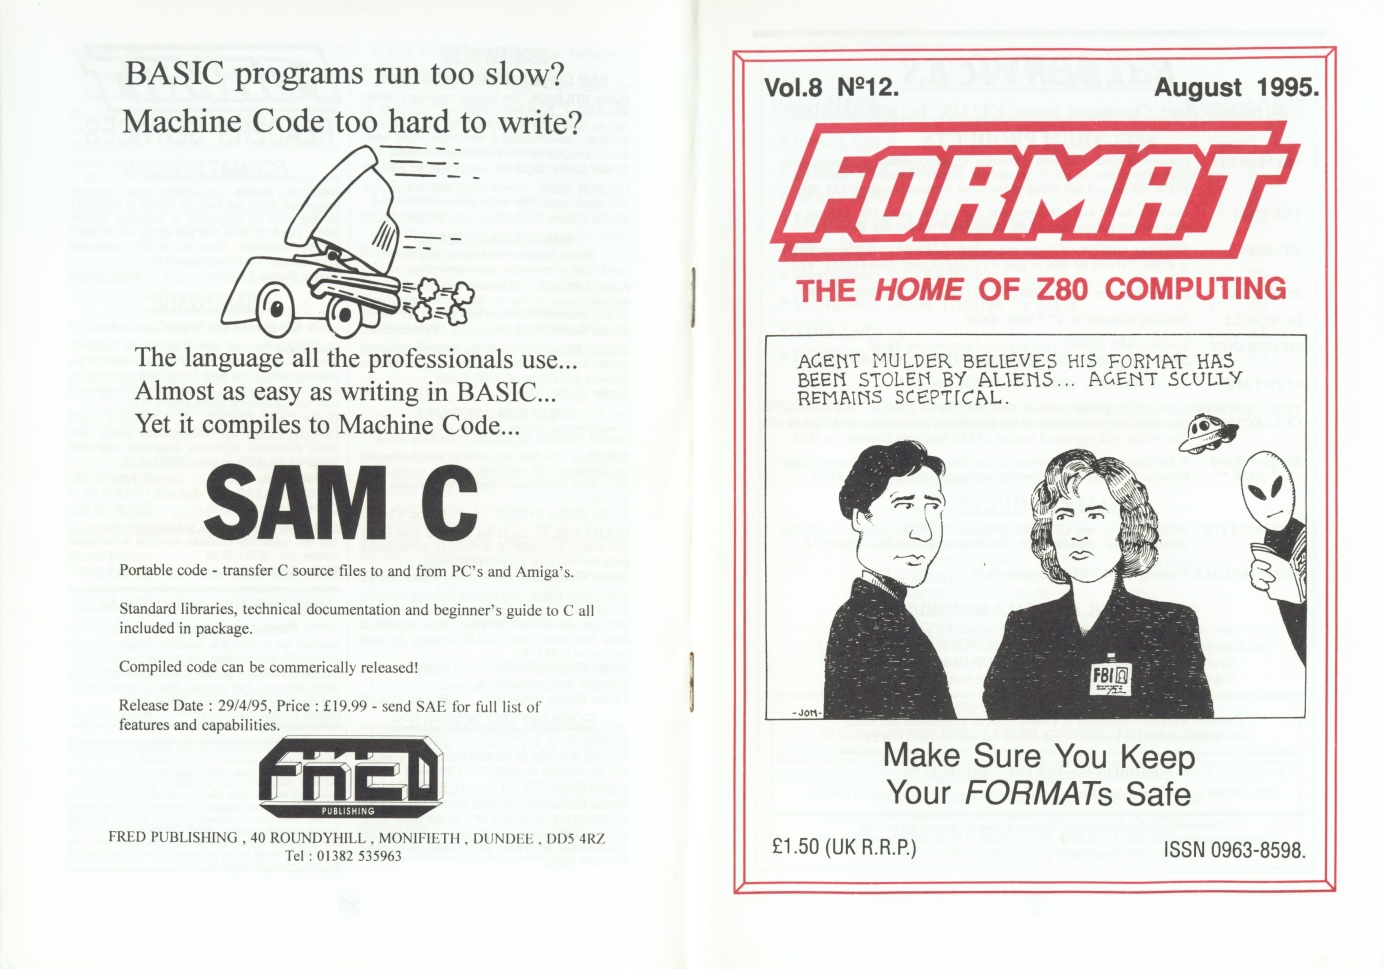 BASIC programs run too slow?
Machine Code too hard to write?
The language all the professionals use...
Almost as easy as writing in BASIC...
Yet it compiles to Machine Code...
SAM C
Portable code - transfer C source files to and from PC's and Amiga's.
Standard libraries, technical documentation and beginner's guide to C all
included in package.
Compiled code can be commerically released!
Release Date : 29/4/95, Price : £19.99 - send SAE for full list of
features and capabilities.
FRED
PUBLISHING
FRED PUBLISHING , 40 ROUNDYHILL , MONIFIETH , DUNDEE , DD5 4RZ
Tel : 01382 535963
Vol.8 Nº12. August 1995.
FORMAT
THE HOME OF Z80 COMPUTING
AGENT MULDER BELIEVES HIS FORMAT HAS
BEEN STOLEN BY ALIENS... AGENT SCULLY
REMAINS SCEPTICAL.
FBI
-JON-
Make Sure You Keep
Your FORMATs Safe
£1.50 (UK R.R.P.) ISSN 0963-8598.